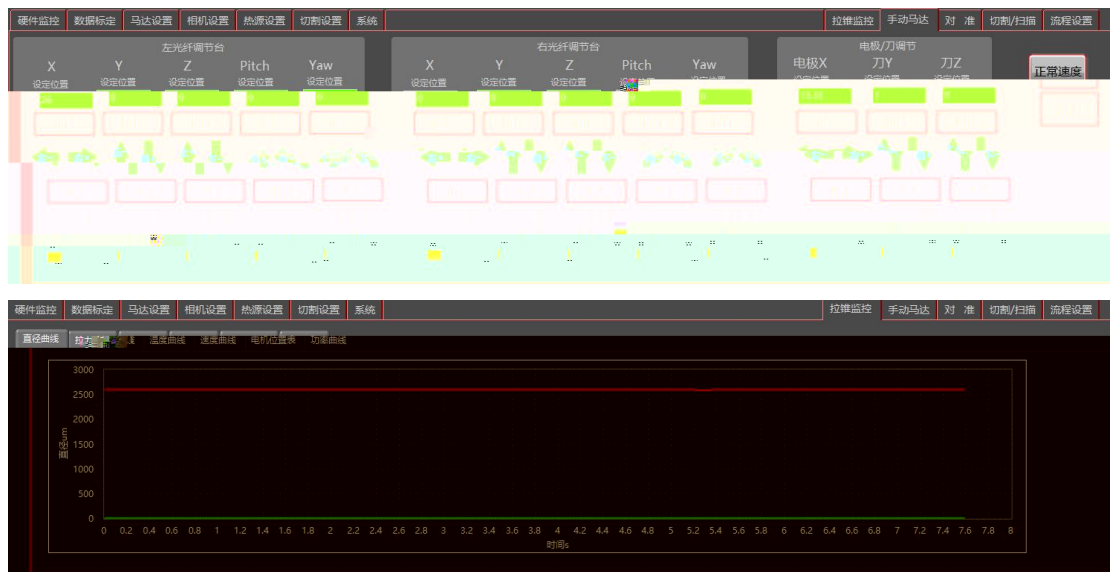 硬件监控 数据标定 马达设置 相机设置 热源设置 切割设置 系统 拉锥监控 手动马达 对 准 切割/扫描 流程设置
左光纤调节台 右光纤调节台 电极/刀调节
X Y Z Pitch Yaw X Y Z Pitch Yaw 电极X 刀Y 刀Z
设定位置 设定位置 设定位置 设定位置 设定位置 设定位置 设定位置 设定位置 设定位置
正常速度
硬件监控 数据标定 马达设置 相机设置 热源设置 切割设置 系统 拉锥监控 手动马达 对 准 切割/扫描 流程设置
直径曲线 温度曲线 速度曲线 电机位置表 功率曲线
3000
2500
2000
1500
1000
500
0
直径um
0 0.2 0.4 0.6 0.8 1 1.2 1.4 1.6 1.8 2 2.2 2.4 2.6 2.8 3 3.2 3.4 3.6 3.8 4 4.2 4.4 4.6 4.8 5 5.2 5.4 5.6 5.8 6 6.2 6.4 6.6 6.8 7 7.2 7.4 7.6 7.8 8
时间s